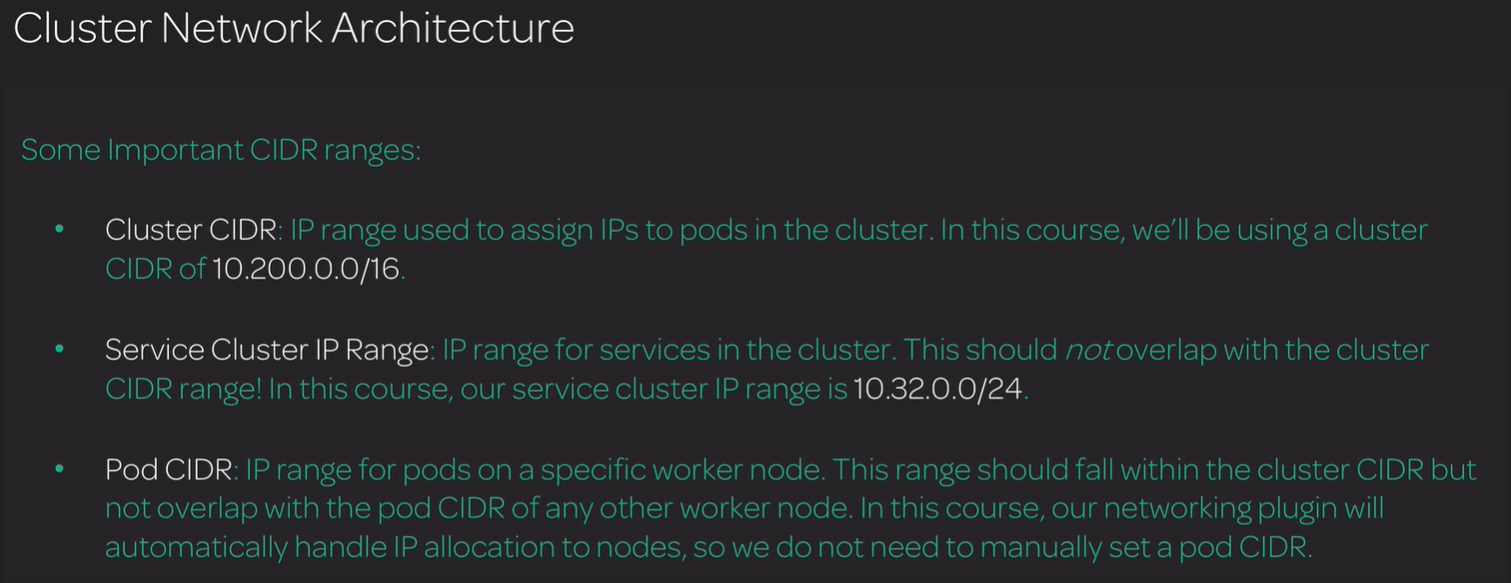 Cluster Network Architecture
Some Important CIDR ranges:
• Cluster CIDR: IP range used to assign IPs to pods in the cluster. In this course, we'll be using a cluster
CIDR of 10.200.0.0/16.
• Service Cluster IP Range: IP range for services in the cluster. This should not overlap with the cluster
CIDR range! In this course, our service cluster IP range is 10.32.0.0/24.
• Pod CIDR: IP range for pods on a specific worker node. This range should fall within the cluster CIDR but
not overlap with the pod CIDR of any other worker node. In this course, our networking plugin will
automatically handle IP allocation to nodes, so we do not need to manually set a pod CIDR.